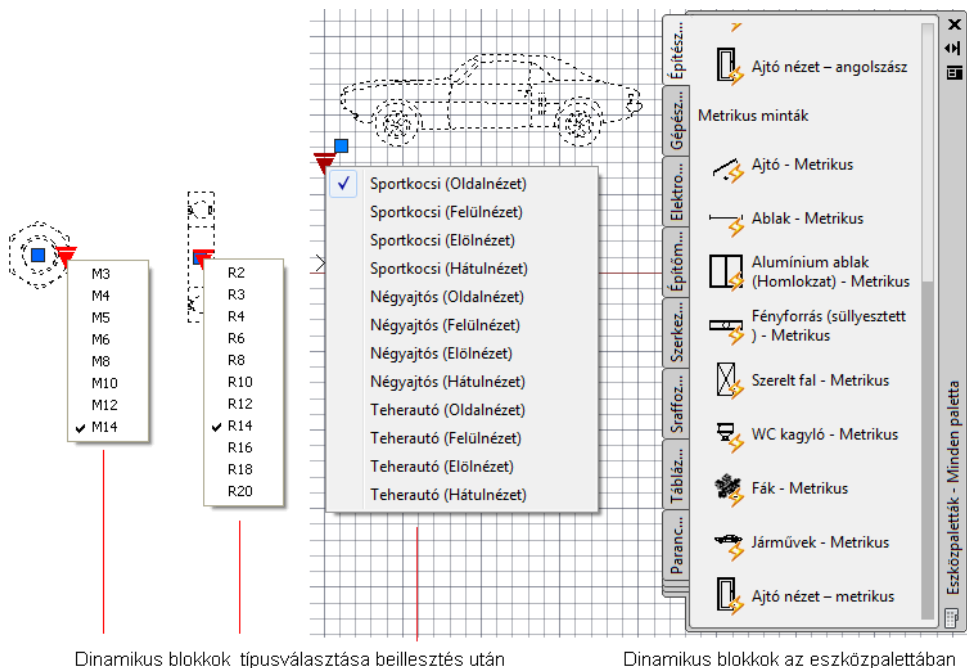 M3
M4
M5
M6
M8
M10
M12
M14
R2
R3
R4
R6
R8
R10
R12
R14
R16
R18
R20
Sportkocsi (Oldalnézet)
Sportkocsi (Felülnézet)
Sportkocsi (Elölnézet)
Sportkocsi (Hátulnézet)
Négyajtós (Oldalnézet)
Négyajtós (Felülnézet)
Négyajtós (Elölnézet)
Négyajtós (Hátulnézet)
Teherautó (Oldalnézet)
Teherautó (Felülnézet)
Teherautó (Elölnézet)
Teherautó (Hátulnézet)
Építész...
Gépész...
Elektro...
Építöm...
Szerkez...
Sraffoz...
Tábláz...
Paranc...
Ajtó nézet – angolszász
Metrikus minták
Ajtó - Metrikus
Ablak - Metrikus
Alumínium ablak
(Homlokzat) - Metrikus
Fényforrás (süllyesztett
) - Metrikus
Szerelt fal - Metrikus
WC kagyló - Metrikus
Fák - Metrikus
Járművek - Metrikus
Ajtó nézet – metrikus
Eszközpaletták - Minden paletta
Dinamikus blokkok típusválasztása beillesztés után
Dinamikus blokkok az eszközpalettában